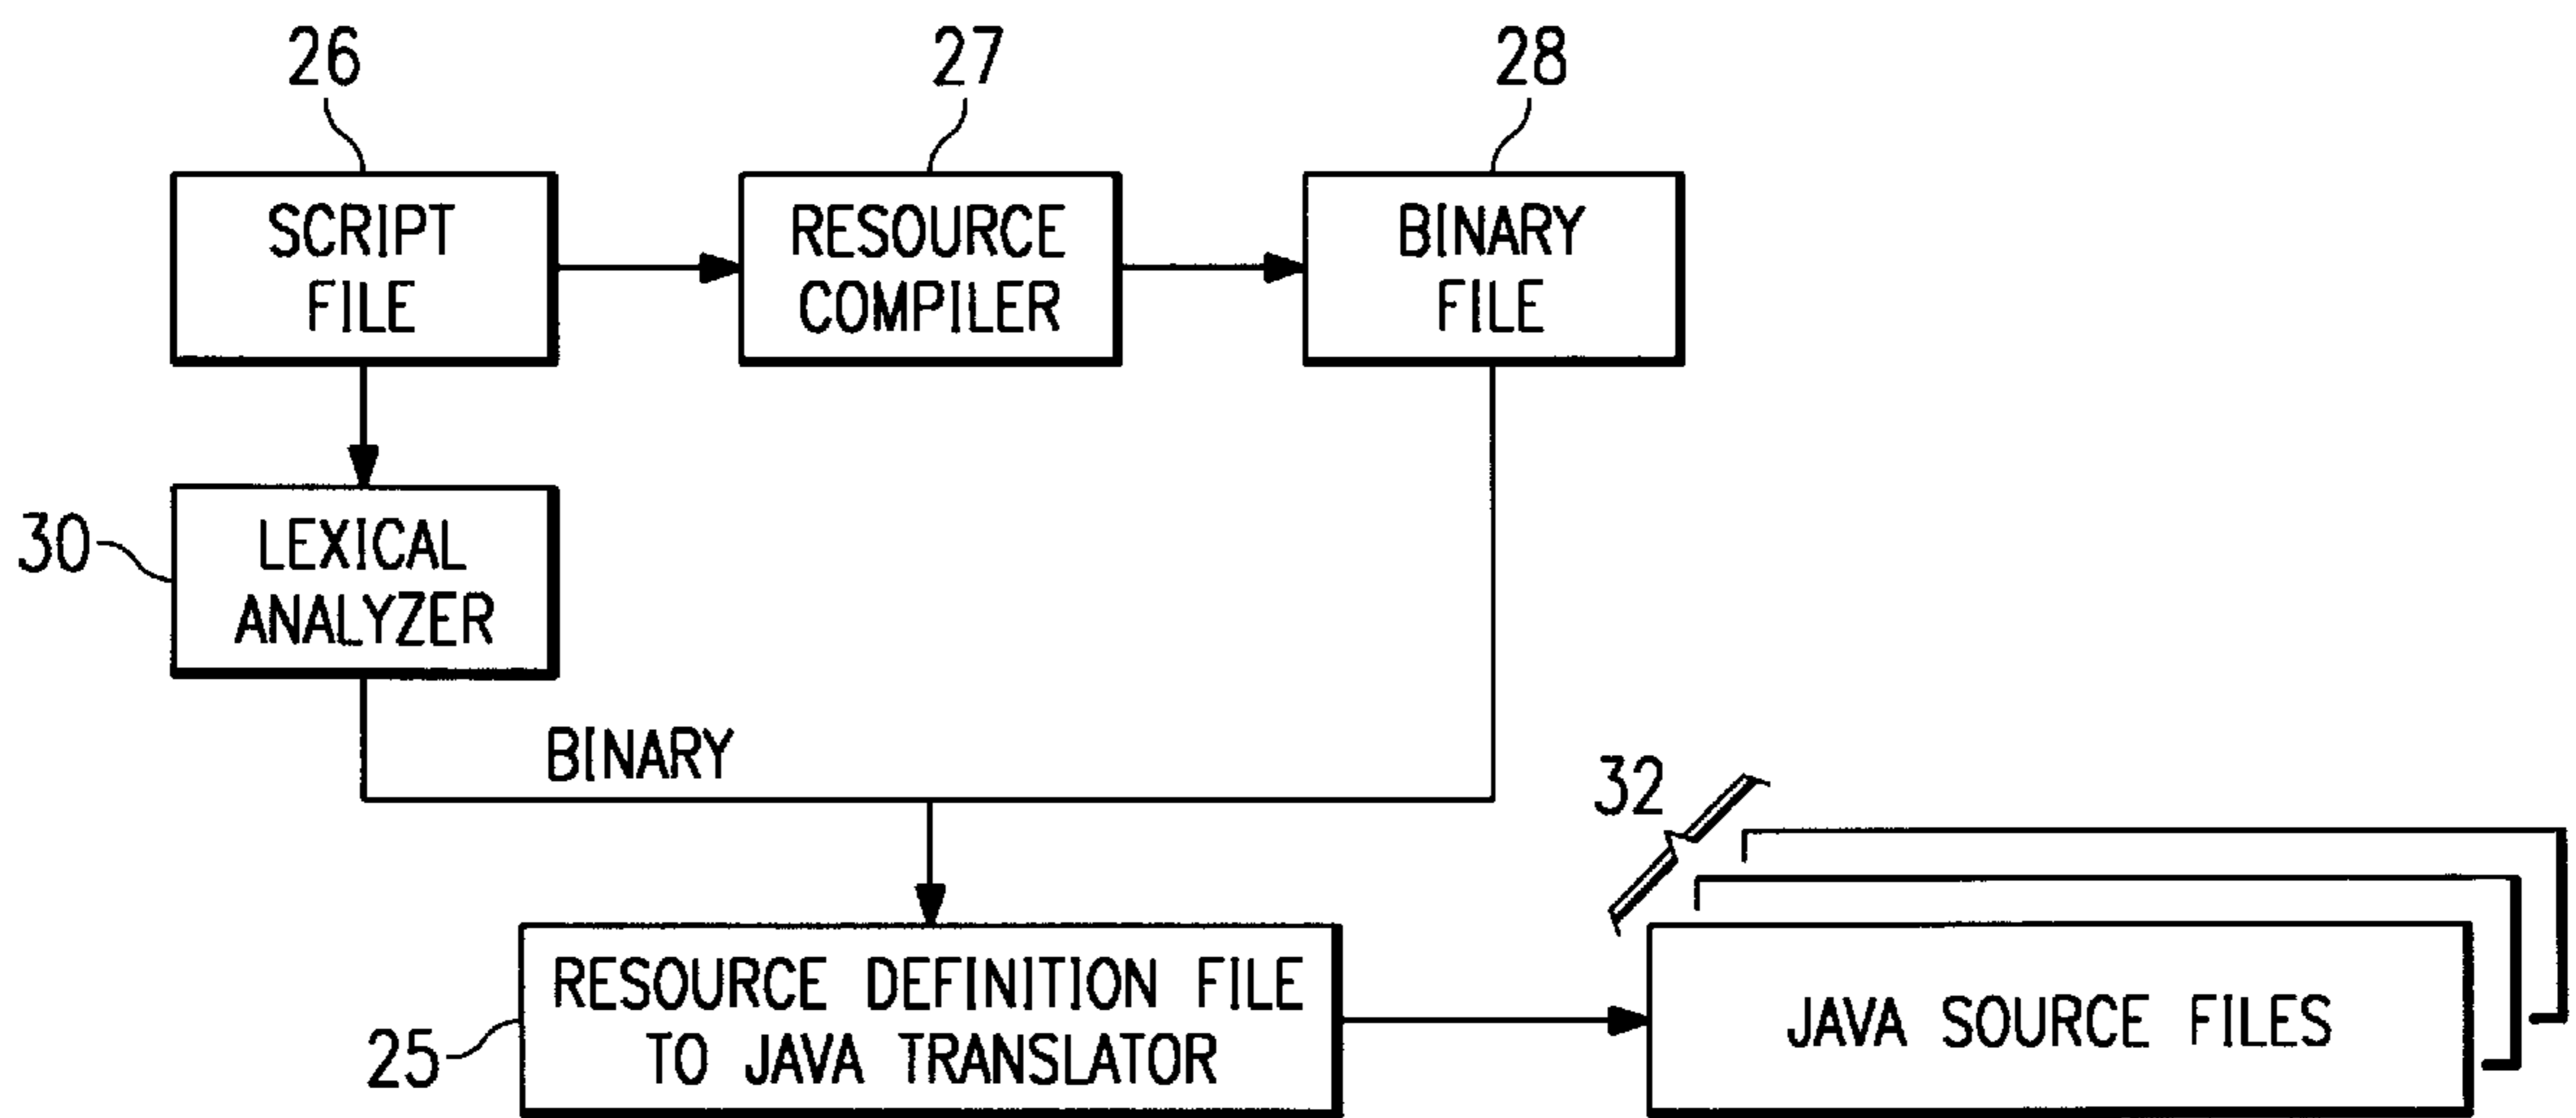 26
27
28
SCRIPT
FILE
RESOURCE
COMPILER
BINARY
FILE
30
LEXICAL
ANALYZER
BINARY
32
RESOURCE DEFINITION FILE
TO JAVA TRANSLATOR
25
JAVA SOURCE FILES